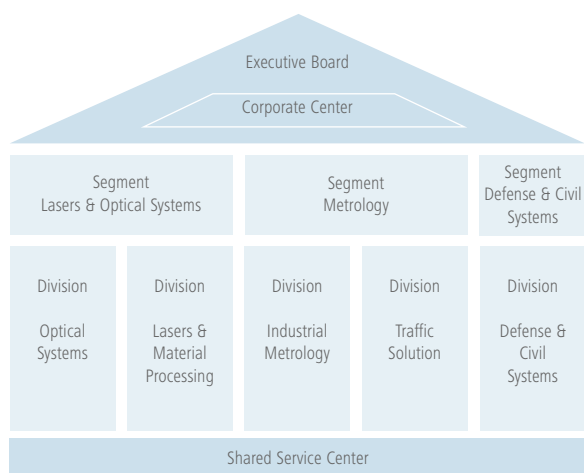 Executive Board
Corporate Center
Segment
Lasers & Optical Systems
Segment
Metrology
Segment
Defense & Civil
Systems
Division
Optical
Systems
Division
Lasers &
Material
Processing
Division
Industrial
Metrology
Division
Traffic
Solution
Division
Defense &
Civil
Systems
Shared Service Center